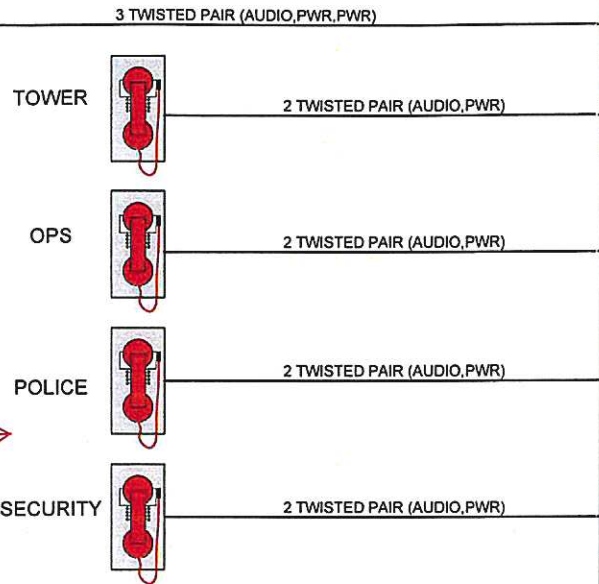 3 TWISTED PAIR (AUDIO,PWR,PWR)
TOWER
2 TWISTED PAIR (AUDIO,PWR)
OPS
2 TWISTED PAIR (AUDIO,PWR)
POLICE
2 TWISTED PAIR (AUDIO,PWR)
SECURITY
2 TWISTED PAIR (AUDIO,PWR)